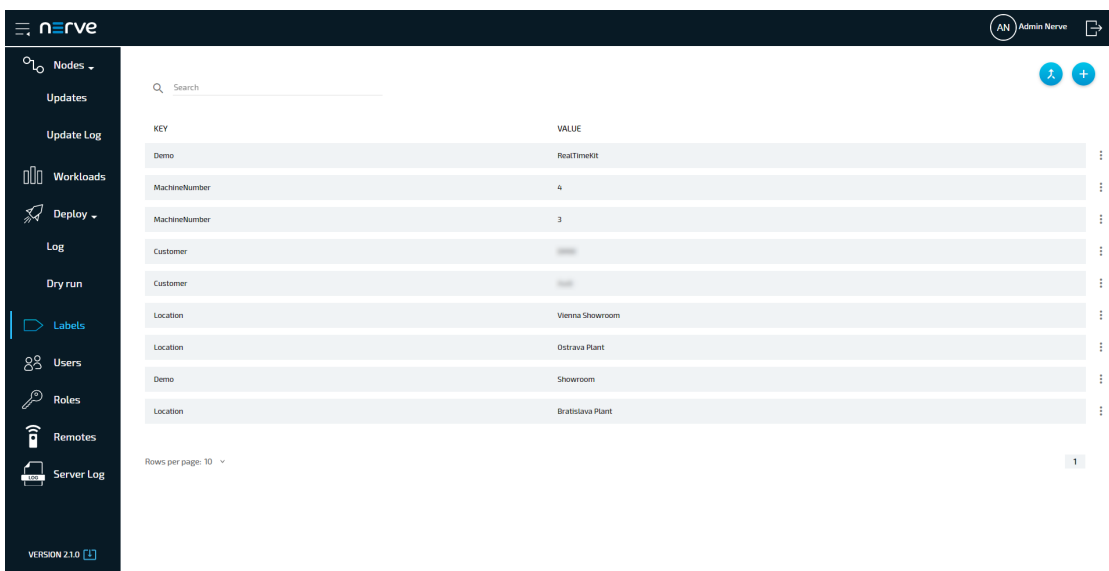 nerve
AN Admin Nerve
Nodes
Updates
Update Log
Workloads
Deploy
Log
Dry run
Labels
Users
Roles
Remotes
LOG Server Log
VERSION 2.1.0
Search
KEY VALUE
Demo RealTimeKit
MachineNumber 4
MachineNumber 3
Customer
Customer
Location Vienna Showroom
Location Ostrava Plant
Demo Showroom
Location Bratislava Plant
Rows per page: 10 1